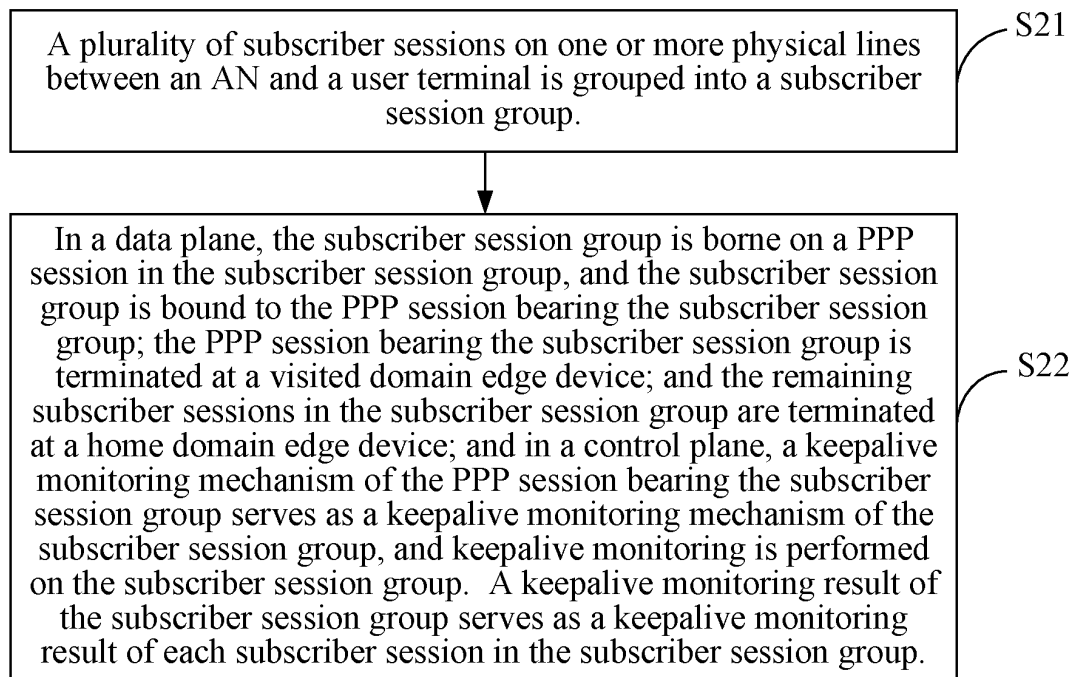 A plurality of subscriber sessions on one or more physical lines
between an AN and a user terminal is grouped into a subscriber
session group.
S21
In a data plane, the subscriber session group is borne on a PPP
session in the subscriber session group, and the subscriber session
group is bound to the PPP session bearing the subscriber session
group; the PPP session bearing the subscriber session group is
terminated at a visited domain edge device; and the remaining
subscriber sessions in the subscriber session group are terminated
at a home domain edge device; and in a control plane, a keepalive
monitoring mechanism of the PPP session bearing the subscriber
session group serves as a keepalive monitoring mechanism of the
subscriber session group, and keepalive monitoring is performed
on the subscriber session group.  A keepalive monitoring result of
the subscriber session group serves as a keepalive monitoring
result of each subscriber session in the subscriber session group.
S22